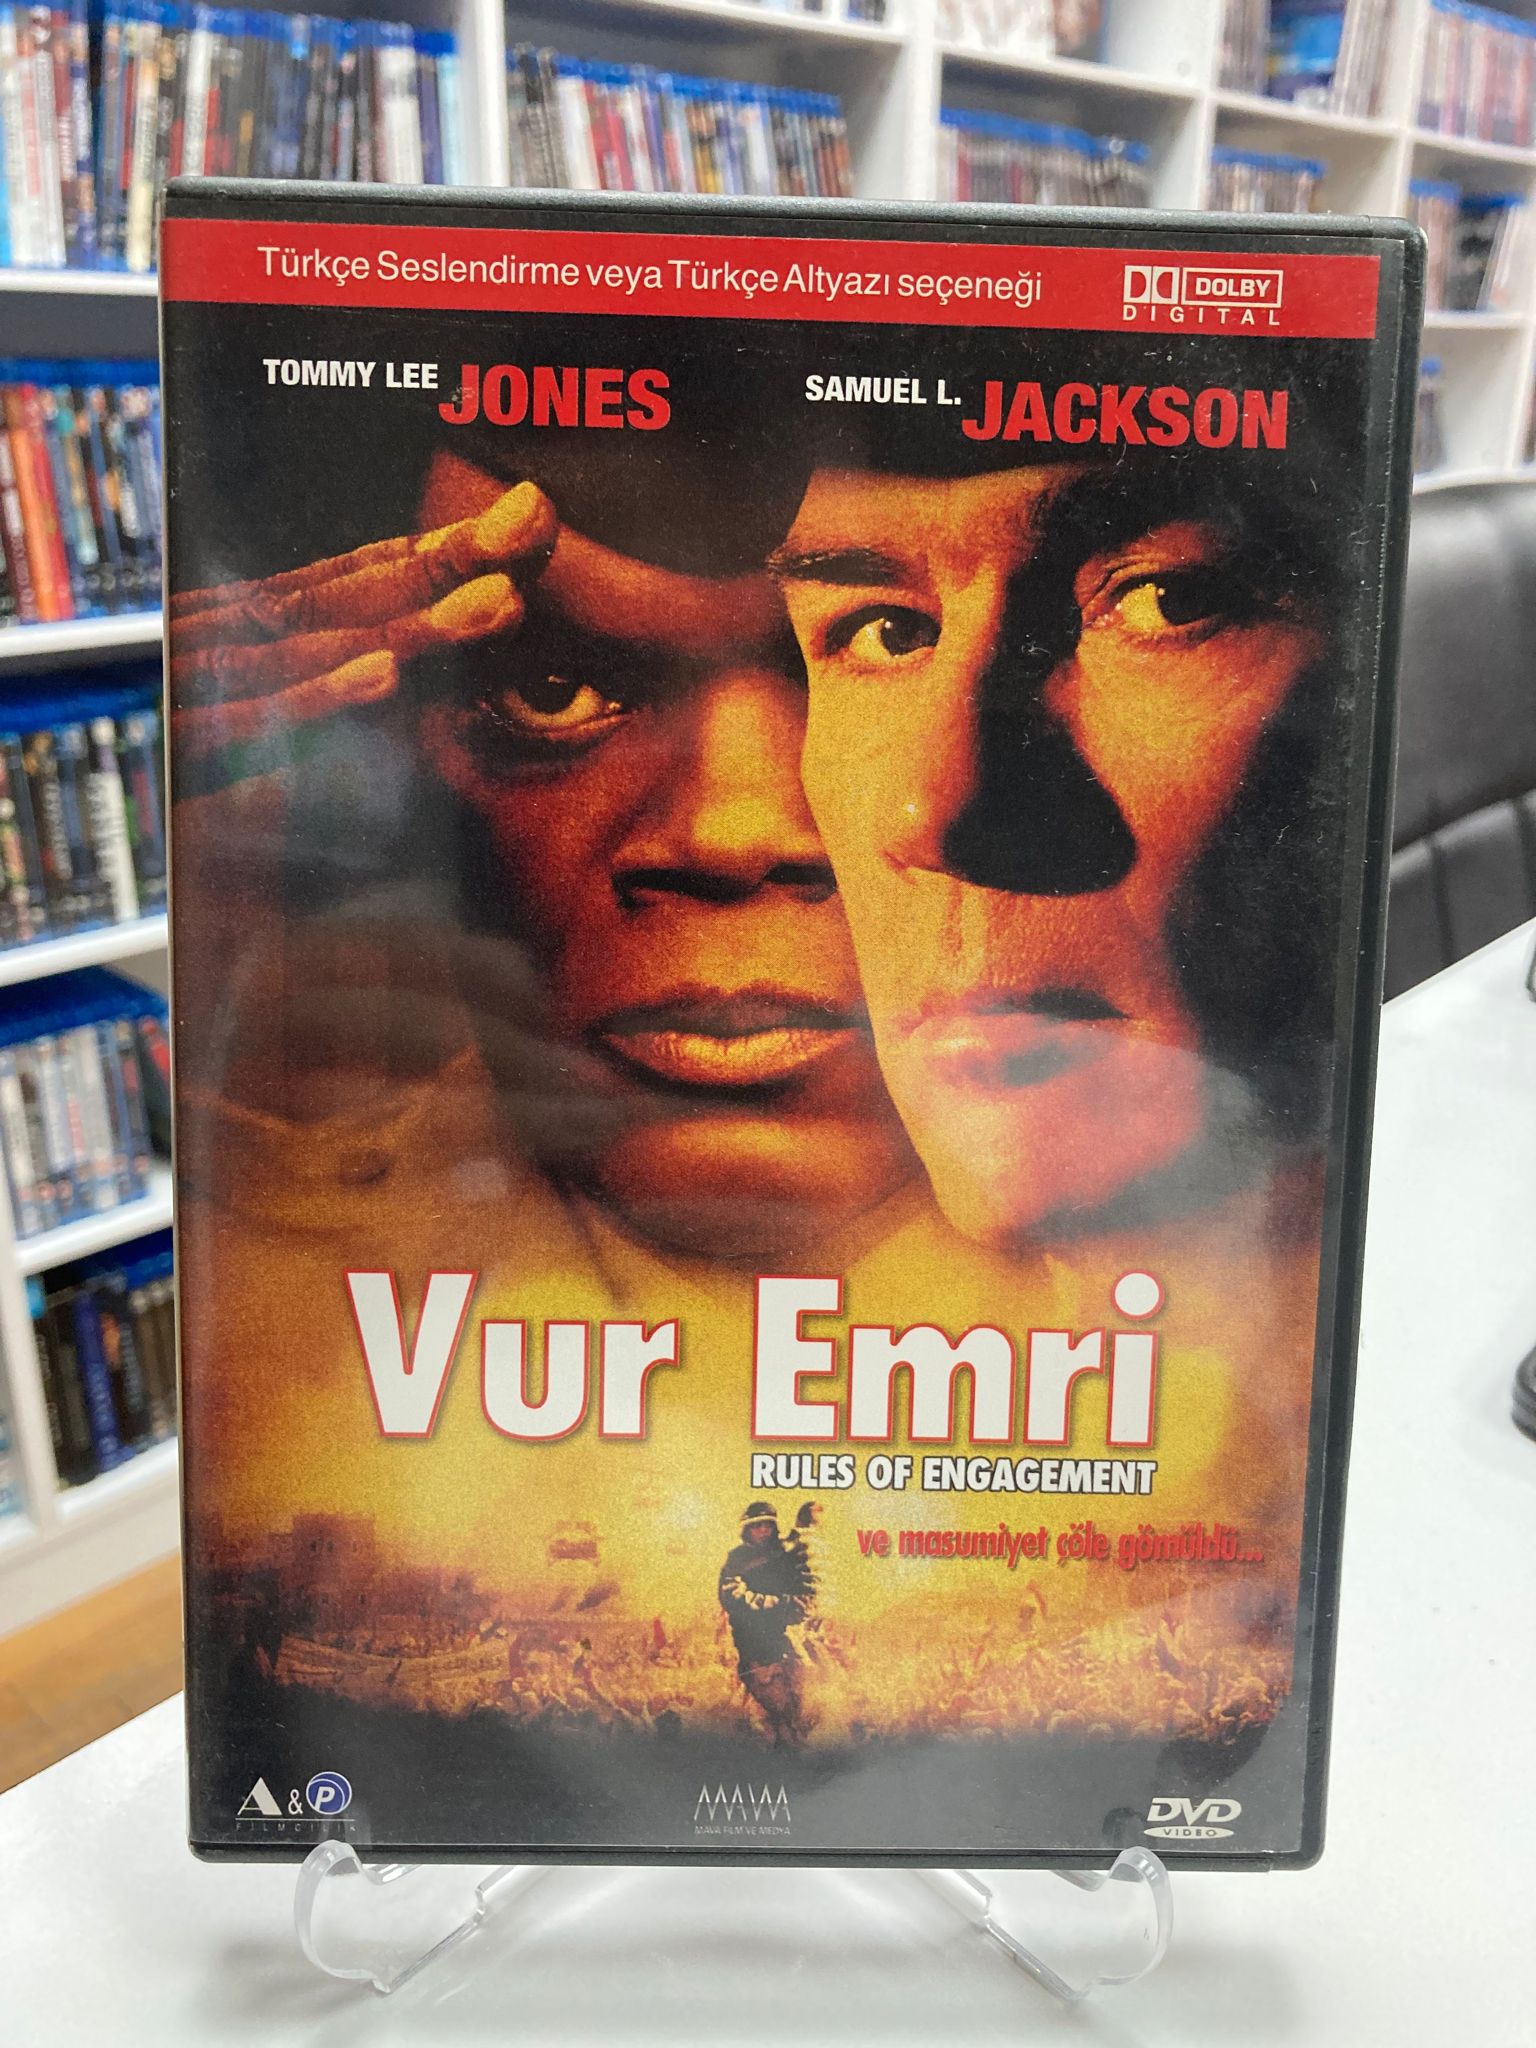 Türkçe Seslendirme veya Türkçe Altyazı seçeneği
DOLBY
DIGITAL
TOMMY LEE JONES
SAMUEL L. JACKSON
Vur Emri
RULES OF ENGAGEMENT
ve masumiyet çöle gömüldü...
A & P
FILMCILIK
MAVA
MAVA FILM VE MEDYA
DVD
VIDEO